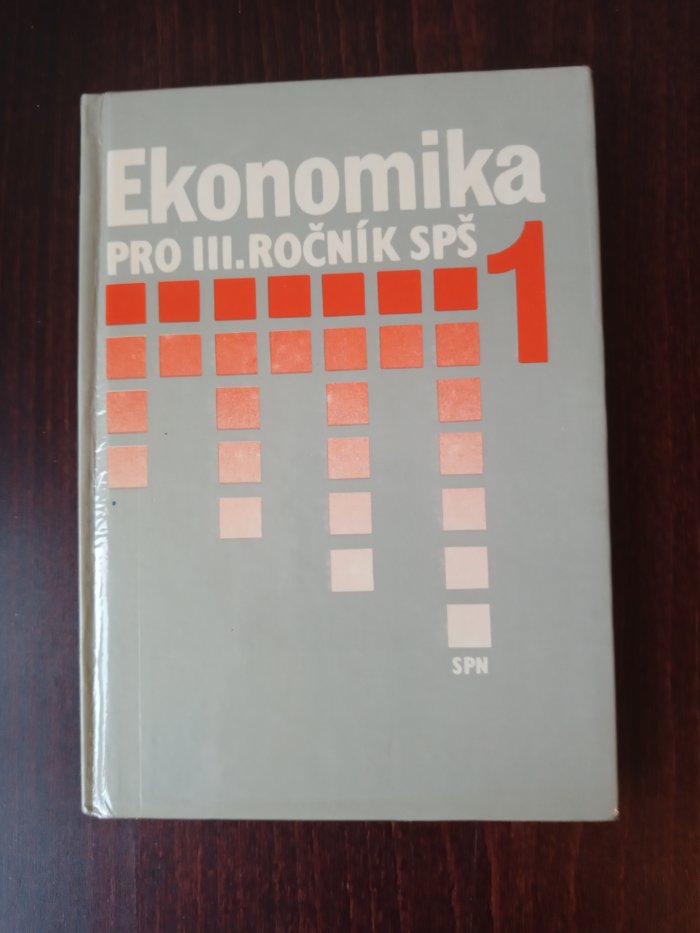 Ekonomika
PRO III. ROČNÍK SPŠ
1
SPN